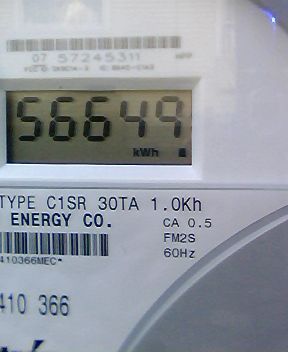 07 57245311
56649
kWh
TYPE C1SR 30TA 1.0Kh
ENERGY CO.
CA 0.5
FM2S
60Hz
410366MEC*
410 366